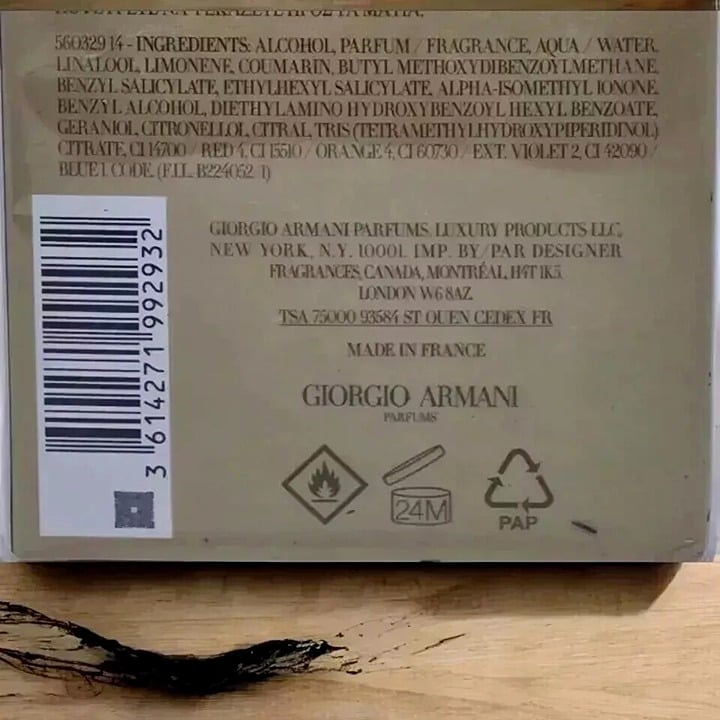 5603292 14 - INGREDIENTS: ALCOHOL, PARFUM / FRAGRANCE, AQUA / WATER,
LINALOOL, LIMONENE, COUMARIN, BUTYL METHOXYDIBENZOYLMETHANE,
BENZYL SALICYLATE, ETHYLHEXYL SALICYLATE, ALPHA-ISOMETHYL IONONE,
BENZYL ALCOHOL, DIETHYLAMINO HYDROXYBENZOYL HEXYL BENZOATE,
GERANIOL, CITRONELLOL, CITRAL, TRIS (TETRAMETHYLHYDROXYPIPERIDINOL)
CITRATE, CI 14700 / RED 4, CI 15510 / ORANGE 4, CI 60730 / EXT. VIOLET 2, CI 42090 /
BLUE 1. CODE. (F.I.L. B224052/1)
GIORGIO ARMANI PARFUMS. LUXURY PRODUCTS LLC,
NEW YORK, N.Y. 10001. IMP. BY/PAR DESIGNER
FRAGRANCES, CANADA, MONTRÉAL, H4T 1K5.
LONDON W6 8AZ.
TSA 75000 93584 ST OUEN CEDEX FR
MADE IN FRANCE
GIORGIO ARMANI
PARFUMS
3 614271 992932
24M
PAP